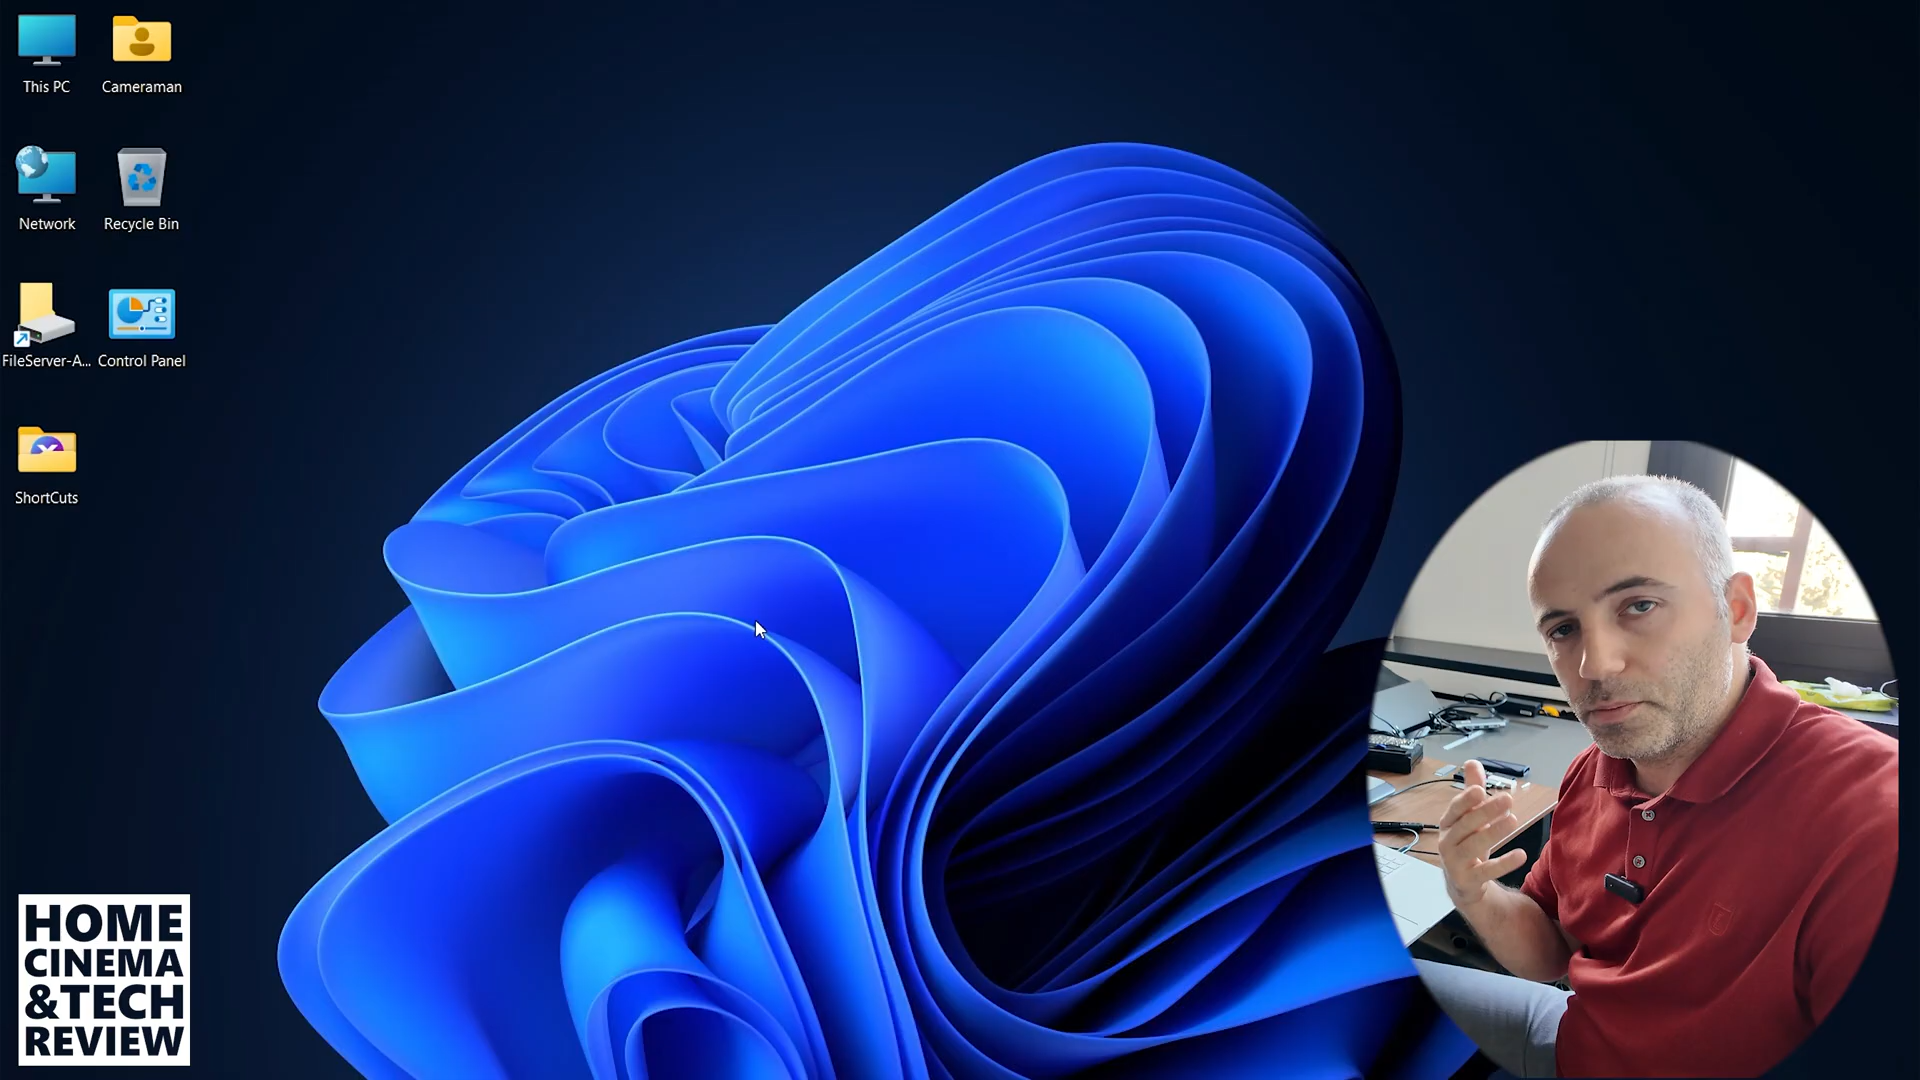 This PC
Cameraman
Network
Recycle Bin
FileServer-A...
Control Panel
ShortCuts
HOME
CINEMA
&TECH
REVIEW